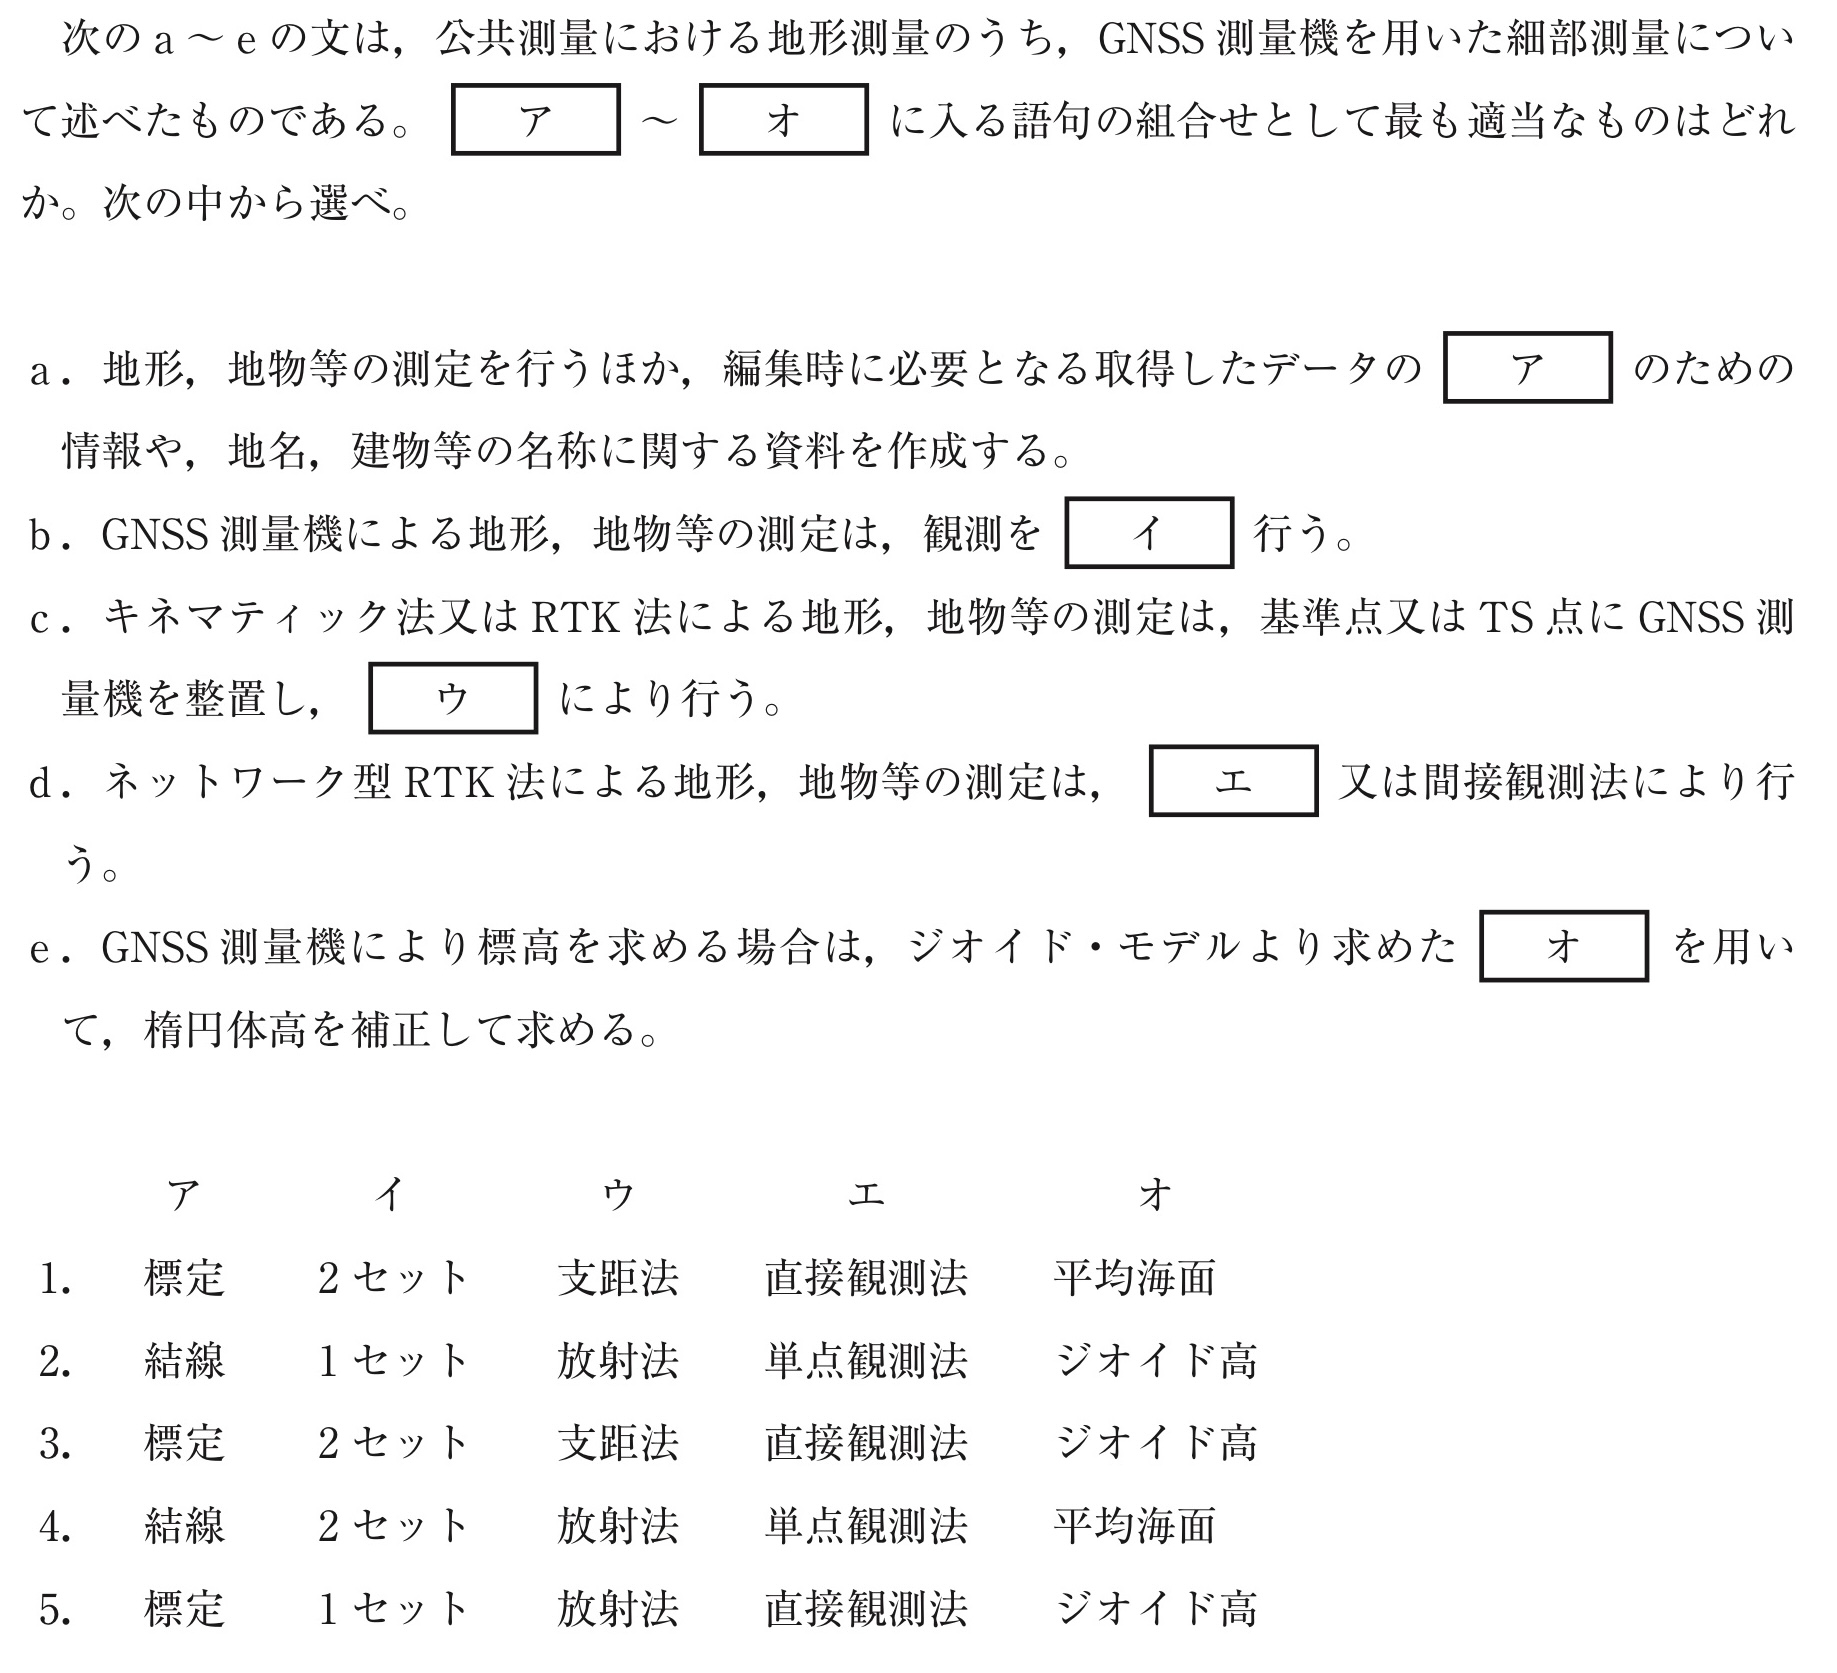 次の a ～ e の文は，公共測量における地形測量のうち，GNSS 測量機を用いた細部測量につい
て述べたものである。 ア ～ オ に入る語句の組合せとして最も適当なものはどれ
か。次の中から選べ。
a．地形，地物等の測定を行うほか，編集時に必要となる取得したデータの ア のための
情報や，地名，建物等の名称に関する資料を作成する。
b．GNSS 測量機による地形，地物等の測定は，観測を イ 行う。
c．キネマティック法又は RTK 法による地形，地物等の測定は，基準点又は TS 点に GNSS 測
量機を整置し， ウ により行う。
d．ネットワーク型 RTK 法による地形，地物等の測定は， エ 又は間接観測法により行
う。
e．GNSS 測量機により標高を求める場合は，ジオイド・モデルより求めた オ を用い
て，楕円体高を補正して求める。
ア イ ウ エ オ
1. 標定 2 セット 支距法 直接観測法 平均海面
2. 結線 1 セット 放射法 単点観測法 ジオイド高
3. 標定 2 セット 支距法 直接観測法 ジオイド高
4. 結線 2 セット 放射法 単点観測法 平均海面
5. 標定 1 セット 放射法 直接観測法 ジオイド高